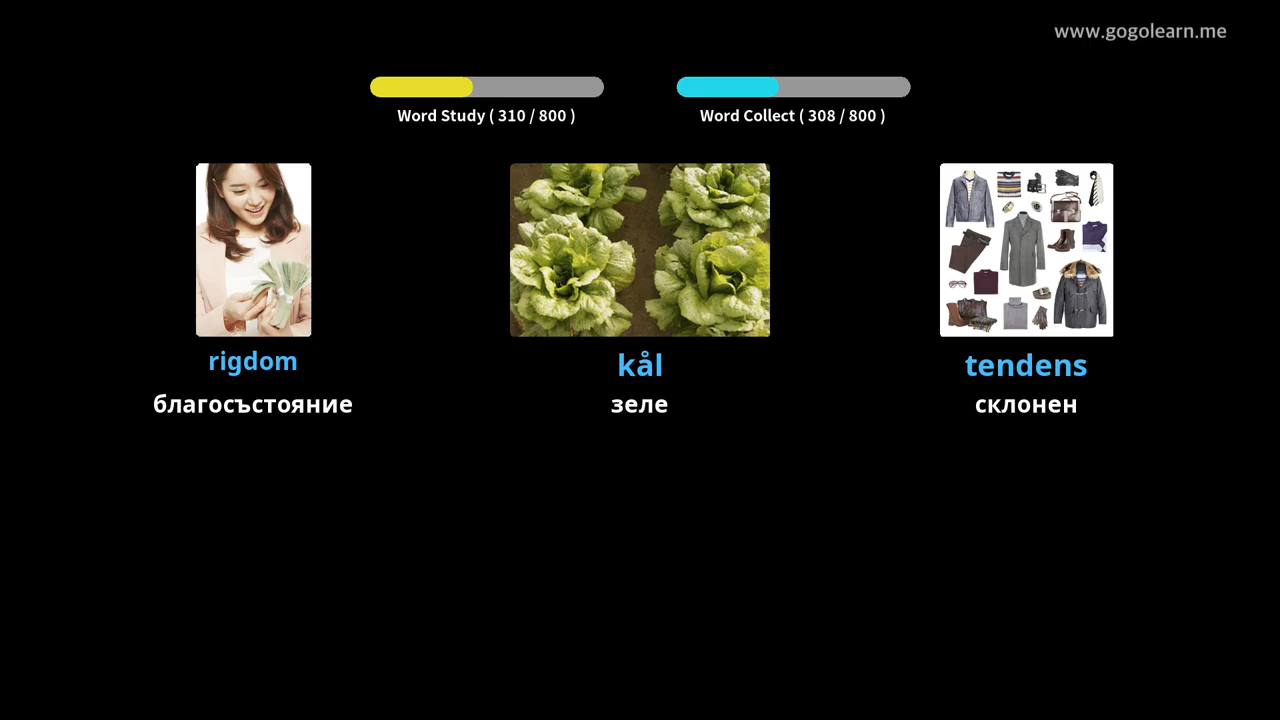 www.gogolearn.me
Word Study ( 310 / 800 )
Word Collect ( 308 / 800 )
rigdom
kål
tendens
благосъстояние
зеле
склонен